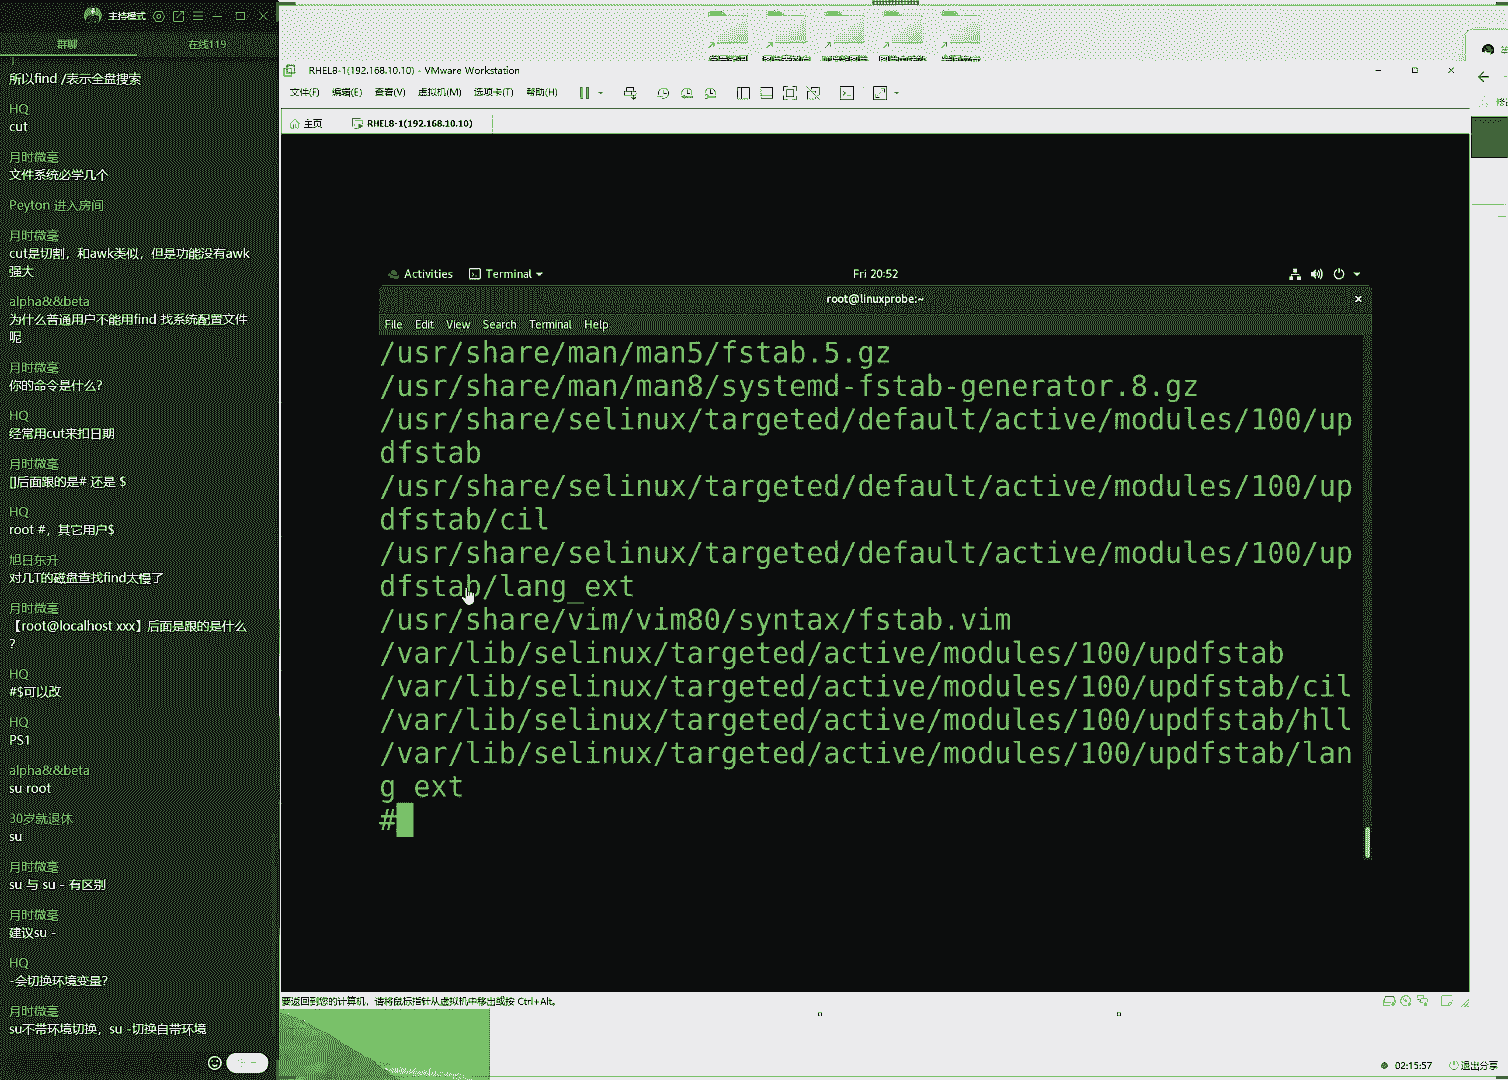 主持模式
群聊
在线119
所以find /表示全盘搜索
HQ
cut
月时微毫
文件系统必学几个
Peyton 进入房间
月时微毫
cut是切割，和awk类似，但是功能没有awk
强大
alpha&&beta
为什么普通用户不能用find 找系统配置文件
呢
月时微毫
你的命令是什么？
HQ
经常用cut来扣日期
月时微毫
[]后面跟的是# 还是 $
HQ
root #，其它用户$
旭日东升
对几T的磁盘查找find太慢了
月时微毫
【root@localhost xxx】后面是跟的是什么
？
HQ
#$可以改
HQ
PS1
alpha&&beta
su root
30岁就退休
su
月时微毫
su 与 su - 有区别
月时微毫
建议su -
HQ
-会切换环境变量？
月时微毫
su不带环境切换，su -切换自带环境
RHEL8-1(192.168.10.10) - VMware Workstation
文件(F) 编辑(E) 查看(V) 虚拟机(M) 选项卡(T) 帮助(H)
主页
RHEL8-1(192.168.10.10)
Activities
Terminal
Fri 20:52
root@linuxprobe:~
File Edit View Search Terminal Help
/usr/share/man/man5/fstab.5.gz
/usr/share/man/man8/systemd-fstab-generator.8.gz
/usr/share/selinux/targeted/default/active/modules/100/up
dfstab
/usr/share/selinux/targeted/default/active/modules/100/up
dfstab/cil
/usr/share/selinux/targeted/default/active/modules/100/up
dfstab/lang_ext
/usr/share/vim/vim80/syntax/fstab.vim
/var/lib/selinux/targeted/active/modules/100/updfstab
/var/lib/selinux/targeted/active/modules/100/updfstab/cil
/var/lib/selinux/targeted/active/modules/100/updfstab/hll
/var/lib/selinux/targeted/active/modules/100/updfstab/lan
g_ext
#
要返回到您的计算机，请将鼠标指针从虚拟机中移出或按 Ctrl+Alt。
02:15:57
退出分享